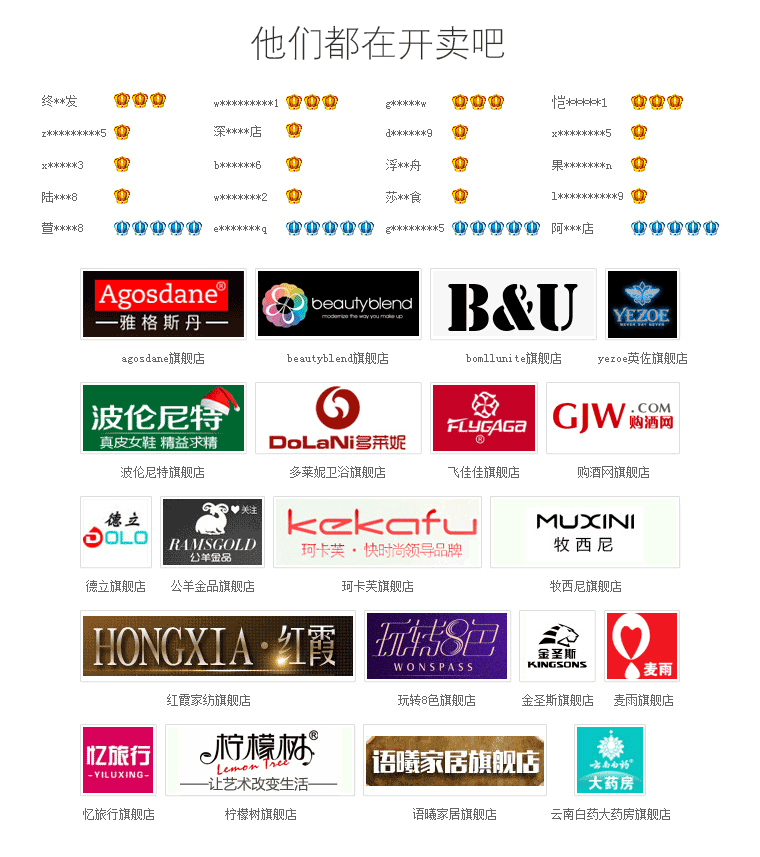 他们都在开卖吧
终**发 w*********1 g*****w 恺*****1
z*********5 深****店 d******9 x********5
x*****3 b******6 浮**舟 果*******n
陆***8 w*******2 莎**食 l**********9
萱****8 e*******q g********5 阿***店
Agosdane® beautyblend B&U YEZOE
雅格斯丹 modernize the way you make up NEVER SAY NEVER
agosdane旗舰店 beautyblend旗舰店 bomllunite旗舰店 yezoe英佐旗舰店
波伦尼特 DOLANi多莱妮 FLYGAGA® GJW.COM购酒网
真皮女鞋 精益求精
波伦尼特旗舰店 多莱妮卫浴旗舰店 飞佳佳旗舰店 购酒网旗舰店
德立 关注 kekafu MUXINI
DOLO RAMSGOLD 珂卡芙·快时尚领导品牌 牧西尼
公羊金品
德立旗舰店 公羊金品旗舰店 珂卡芙旗舰店 牧西尼旗舰店
HONGXIA·红霞 玩转8色 金圣斯 麦雨
WONSPASS KINGSONS
红霞家纺旗舰店 玩转8色旗舰店 金圣斯旗舰店 麦雨旗舰店
忆旅行 柠檬树® 语曦家居旗舰店 云南白药
-YILUXING- Lemon Tree 大药房
让艺术改变生活
忆旅行旗舰店 柠檬树旗舰店 语曦家居旗舰店 云南白药大药房旗舰店